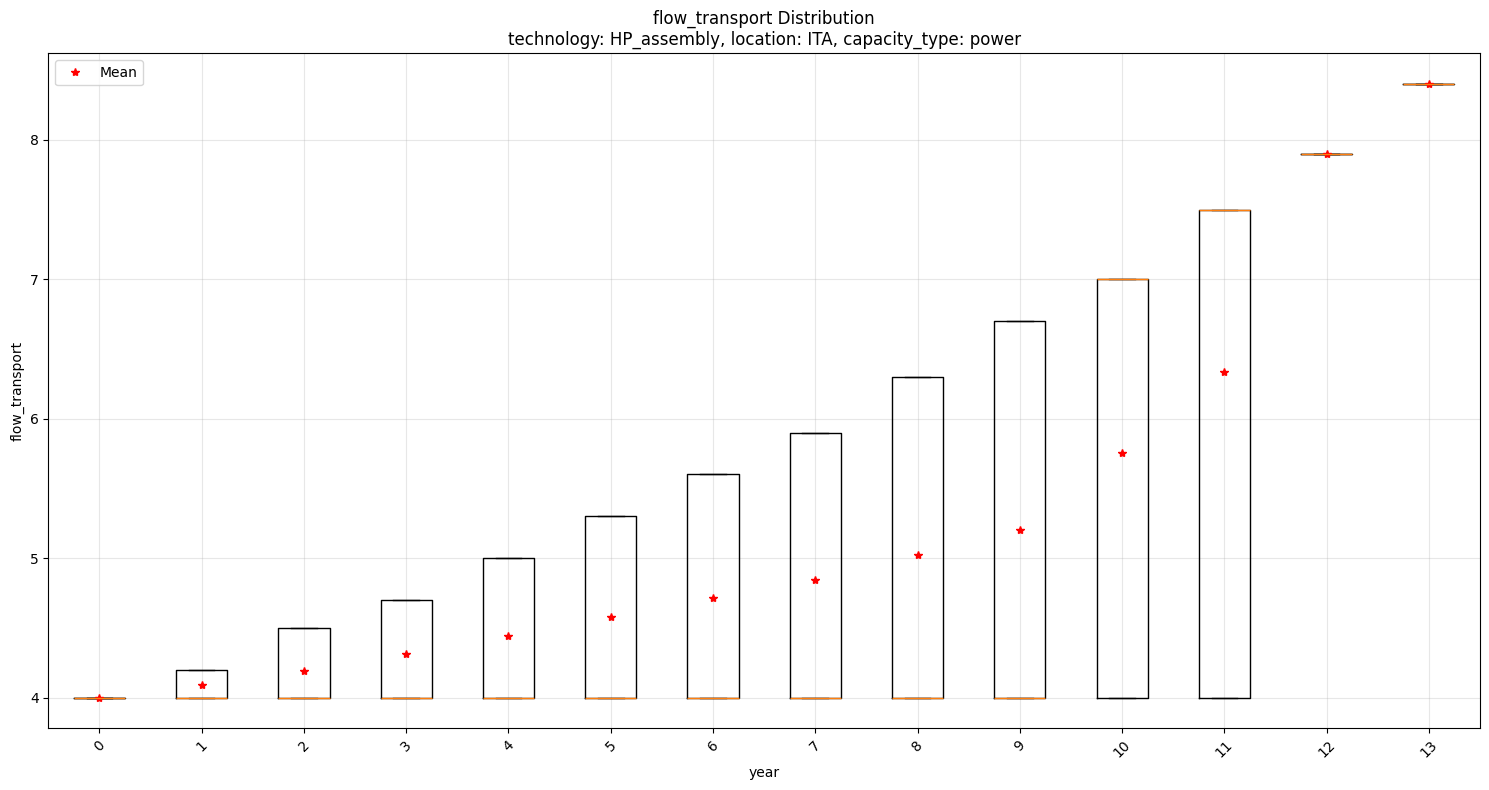 flow_transport Distribution
technology: HP_assembly, location: ITA, capacity_type: power
Mean
flow_transport
8
7
6
5
4
0 1 2 3 4 5 6 7 8 9 10 11 12 13
year